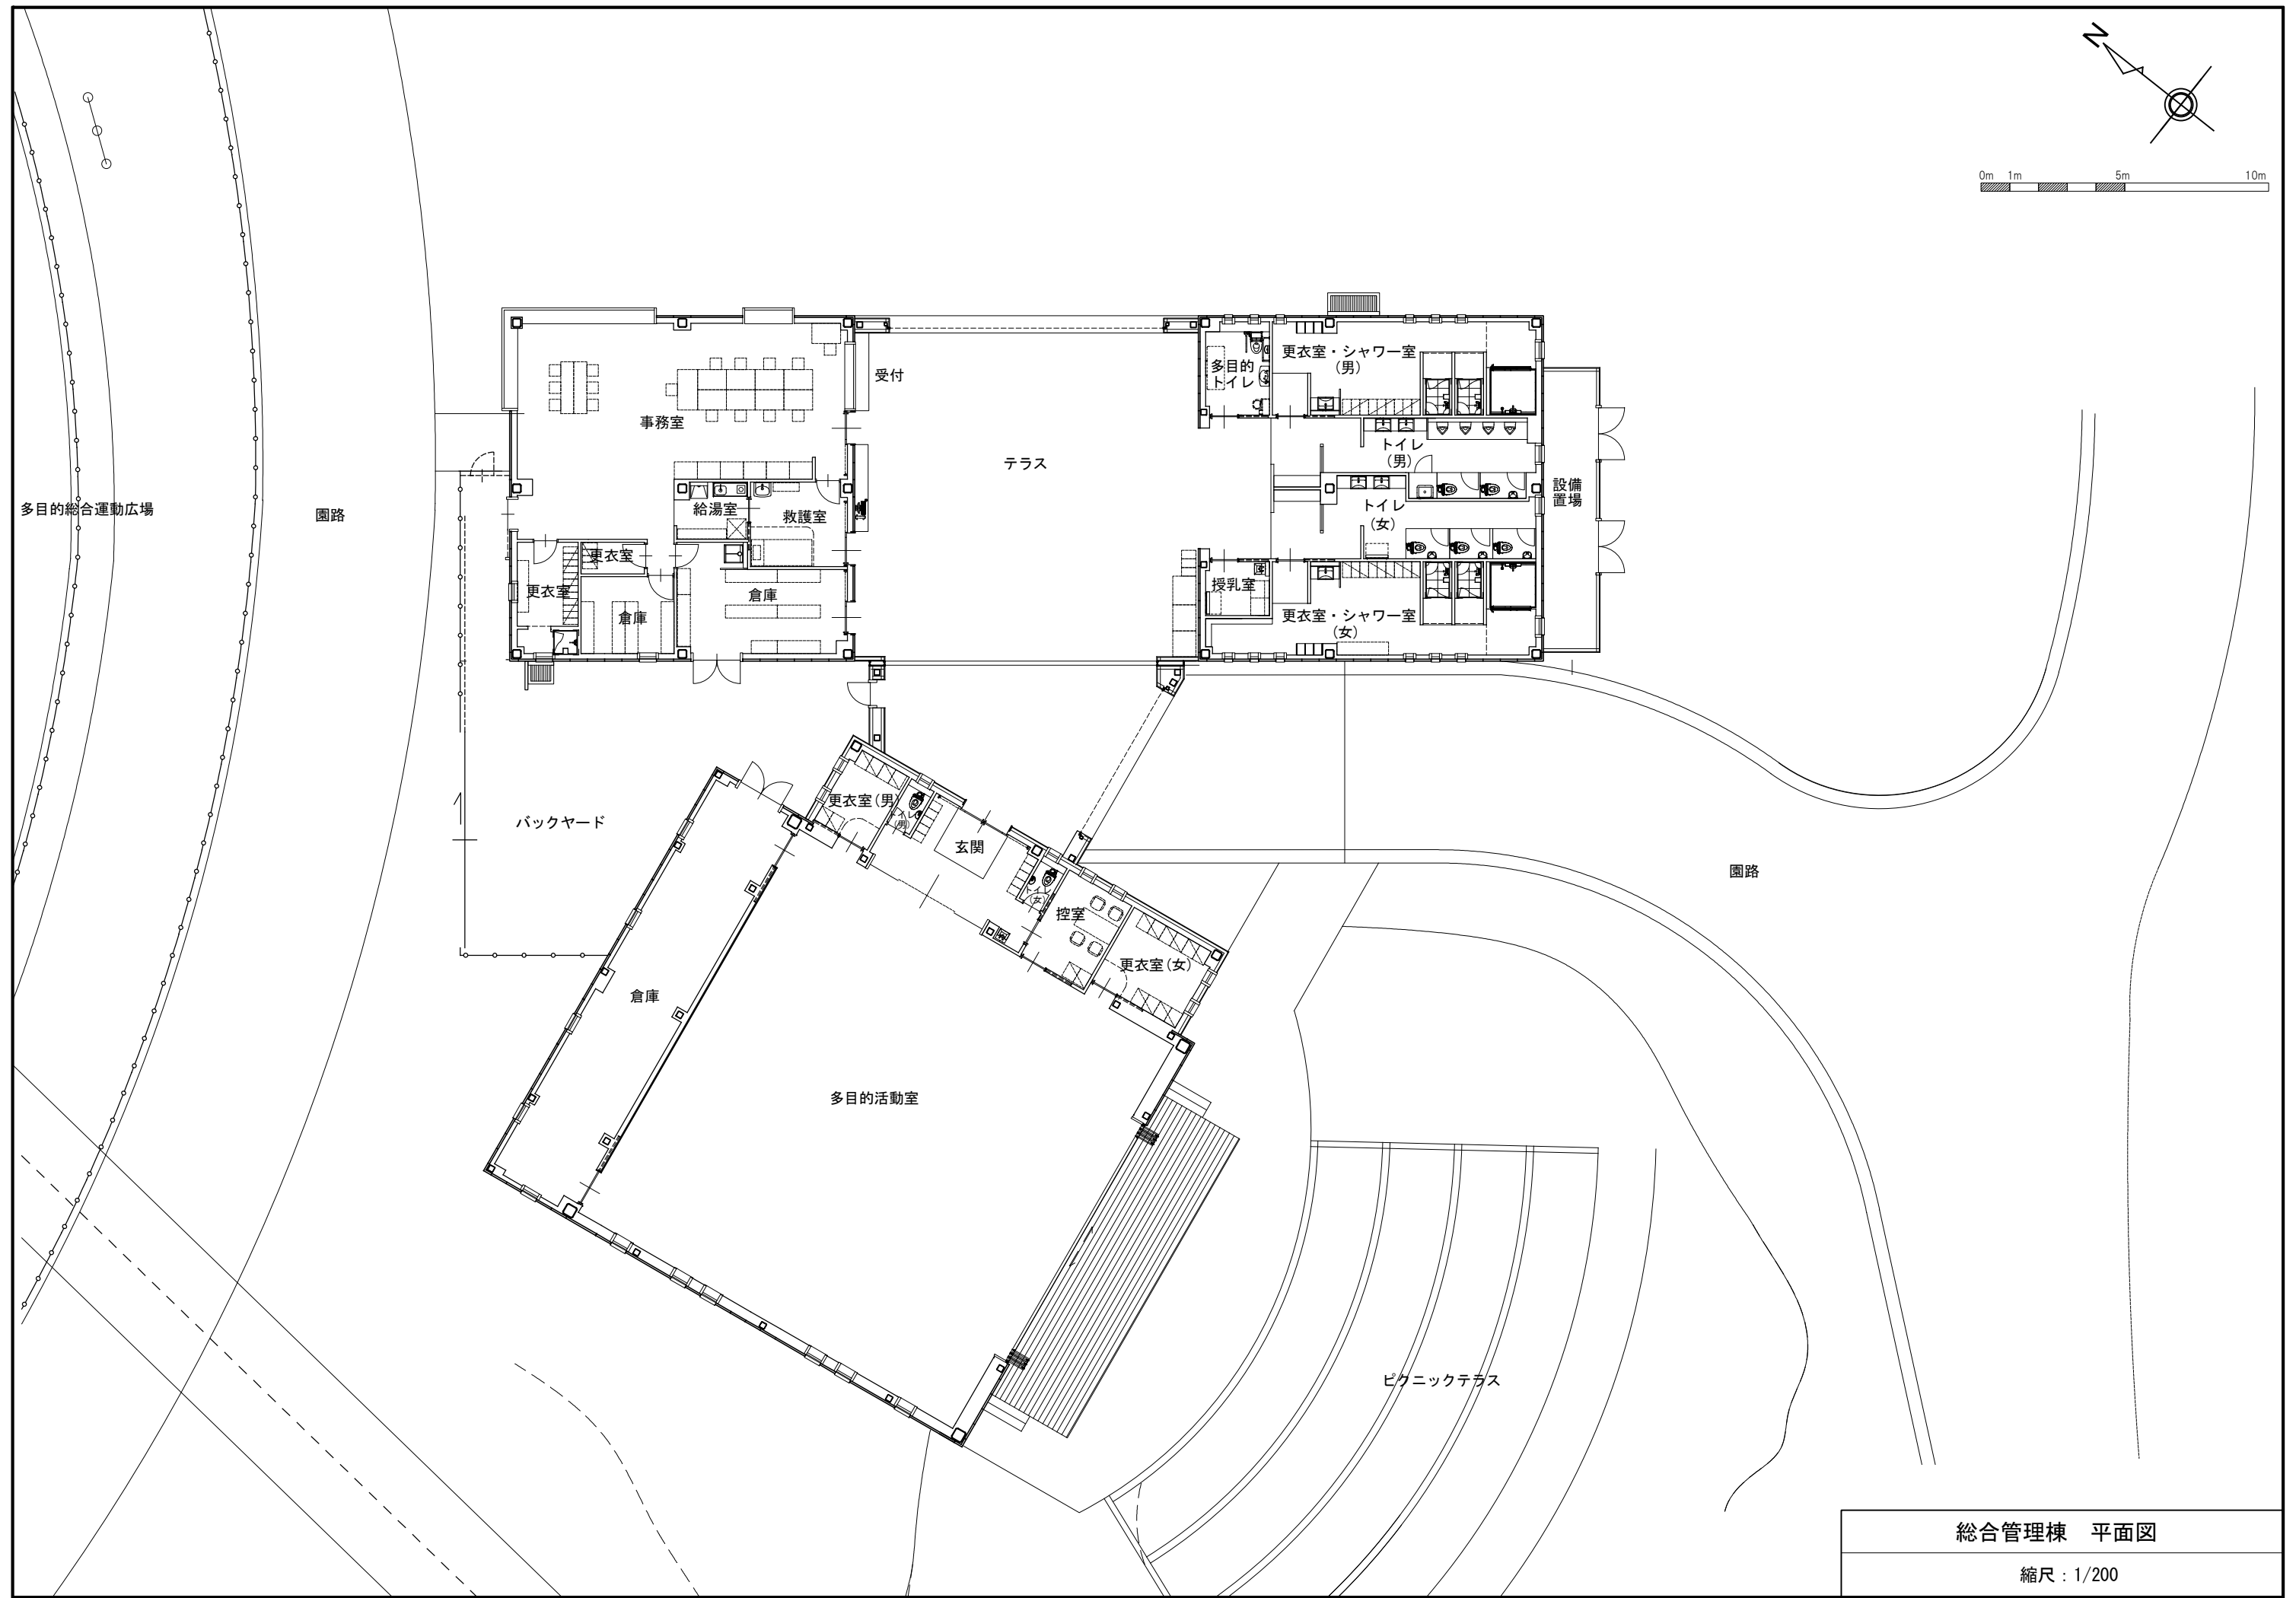 N
0m 1m 5m 10m
受付
多目的
トイレ
更衣室・シャワー室
(男)
事務室
テラス
トイレ
(男)
設備
置場
多目的総合運動広場
園路
給湯室
救護室
トイレ
(女)
更衣室
更衣室
倉庫
倉庫
授乳室
更衣室・シャワー室
(女)
バックヤード
更衣室(男)
(男)
玄関
園路
トイレ
(女)
控室
更衣室(女)
倉庫
多目的活動室
ピクニックテラス
総合管理棟 平面図
縮尺：1/200